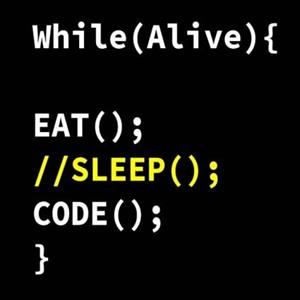 While(Alive){
EAT();
//SLEEP();
CODE();
}